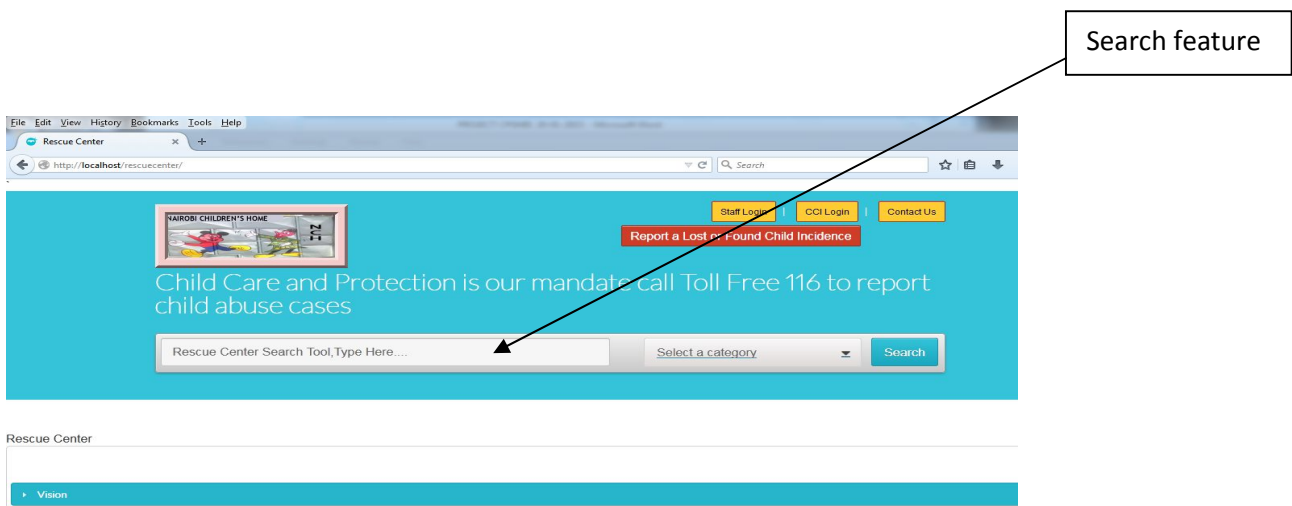 Search feature
File Edit View History Bookmarks Tools Help
Rescue Center × +
http://localhost/rescuecenter/
Search
NAIROBI CHILDREN'S HOME
NCH
Staff Login | CCI Login | Contact Us
Report a Lost or Found Child Incidence
Child Care and Protection is our mandate call Toll Free 116 to report
child abuse cases
Rescue Center Search Tool,Type Here....
Select a category
Search
Rescue Center
Vision